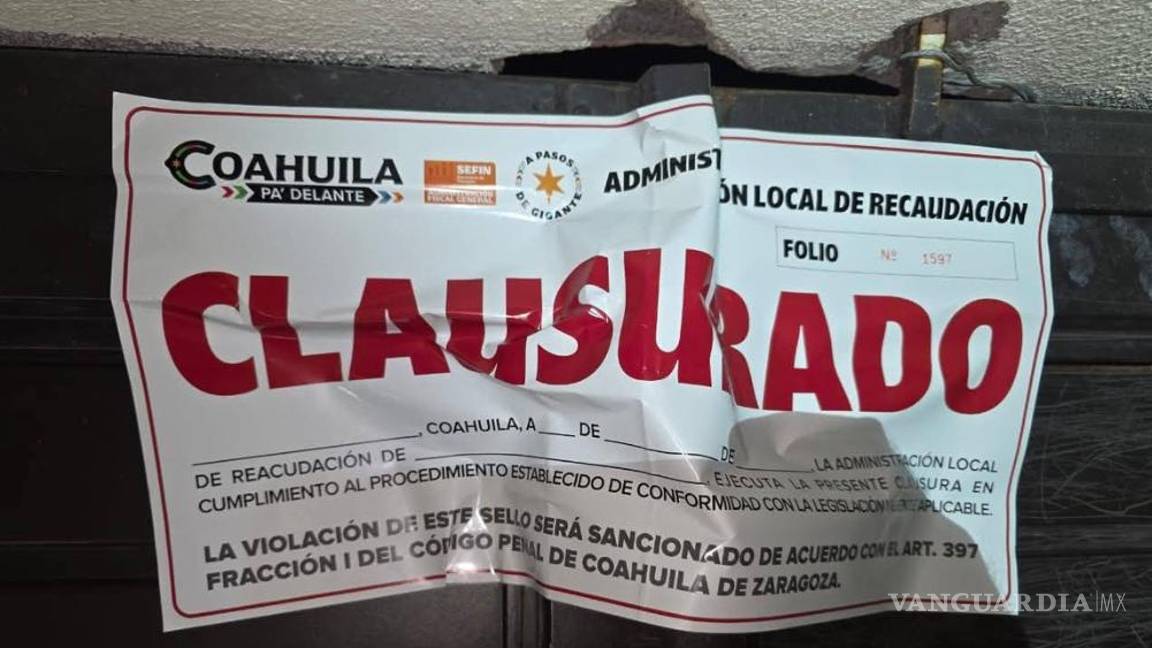 COAHUILA
PA' DELANTE
SEFIN
ADMINISTRACIÓN
FISCAL GENERAL
A PASOS
DE GIGANTE
ADMINIST ÓN LOCAL DE RECAUDACIÓN
FOLIO Nº 1597
CLAUSURADO
, COAHUILA, A DE DE , LA ADMINISTRACIÓN LOCAL
DE REACUDACIÓN DE , EJECUTA LA PRESENTE CLAUSURA EN
CUMPLIMIENTO AL PROCEDIMIENTO ESTABLECIDO DE CONFORMIDAD CON LA LEGISLACIÓN APLICABLE.
LA VIOLACIÓN DE ESTE SELLO SERÁ SANCIONADO DE ACUERDO CON EL ART. 397
FRACCIÓN I DEL CÓDIGO PENAL DE COAHUILA DE ZARAGOZA.
VANGUARDIA|MX